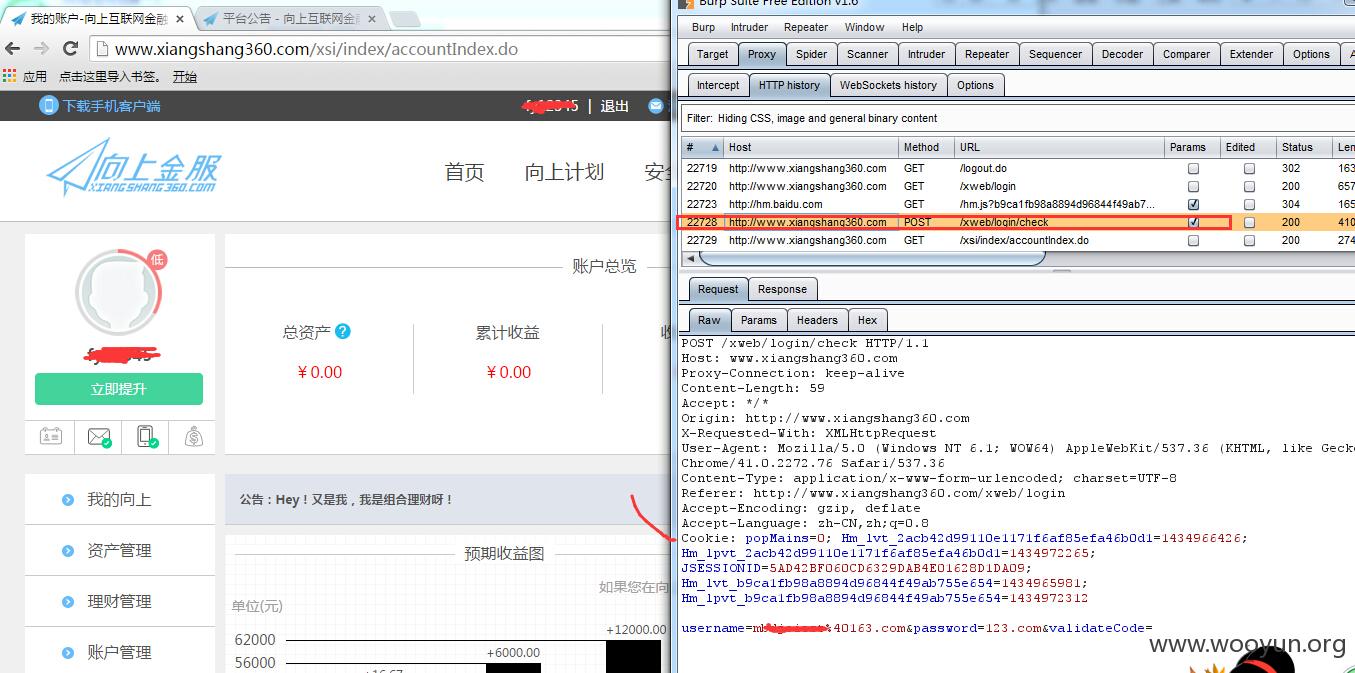 我的账户-向上互联网金融
平台公告 - 向上互联网金融
www.xiangshang360.com/xsi/index/accountIndex.do
应用 点击这里导入书签。 开始
下载手机客户端
| 退出
向上金服
XIANGSHANG360.COM
首页 向上计划
低
立即提升
账户总览
总资产 ?
累计收益
¥ 0.00
¥ 0.00
我的向上
资产管理
理财管理
账户管理
公告：Hey！又是我，我是组合理财呀！
预期收益图
如果您在向
单位(元)
62000
+12000.00
56000
+6000.00
Burp Suite Free Edition v1.6
Burp Intruder Repeater Window Help
Target Proxy Spider Scanner Intruder Repeater Sequencer Decoder Comparer Extender Options
Intercept HTTP history WebSockets history Options
Filter: Hiding CSS, image and general binary content
# Host Method URL Params Edited Status Len
22719 http://www.xiangshang360.com GET /logout.do 302 163
22720 http://www.xiangshang360.com GET /xweb/login 200 657
22723 http://hm.baidu.com GET /hm.js?b9ca1fb98a8894d96844f49ab7... 304 165
22728 http://www.xiangshang360.com POST /xweb/login/check 200 410
22729 http://www.xiangshang360.com GET /xsi/index/accountIndex.do 200 274
Request Response
Raw Params Headers Hex
POST /xweb/login/check HTTP/1.1
Host: www.xiangshang360.com
Proxy-Connection: keep-alive
Content-Length: 59
Accept: */*
Origin: http://www.xiangshang360.com
X-Requested-With: XMLHttpRequest
User-Agent: Mozilla/5.0 (Windows NT 6.1; WOW64) AppleWebKit/537.36 (KHTML, like Gecko
Chrome/41.0.2272.76 Safari/537.36
Content-Type: application/x-www-form-urlencoded; charset=UTF-8
Referer: http://www.xiangshang360.com/xweb/login
Accept-Encoding: gzip, deflate
Accept-Language: zh-CN,zh;q=0.8
Cookie: popMains=0; Hm_lvt_2acb42d99110e1171f6af85efa46b0d1=1434966426;
Hm_lpvt_2acb42d99110e1171f6af85efa46b0d1=1434972265;
JSESSIONID=5AD42BF060CD6329DAB4E01628D1DA09;
Hm_lvt_b9ca1fb98a8894d96844f49ab755e654=1434965981;
Hm_lpvt_b9ca1fb98a8894d96844f49ab755e654=1434972312
username= %40163.com&password=123.com&validateCode=
www.wooyun.org